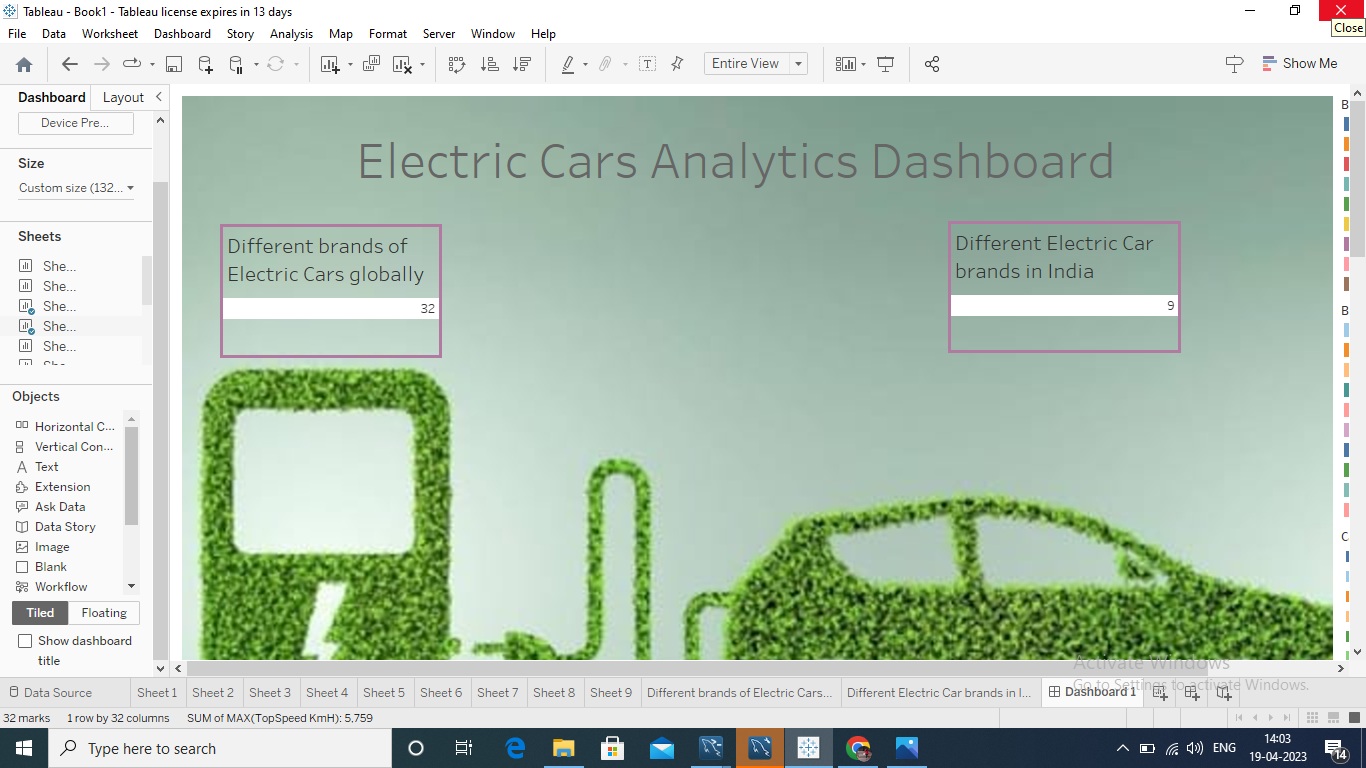 Tableau - Book1 - Tableau license expires in 13 days
Close
File Data Worksheet Dashboard Story Analysis Map Format Server Window Help
Entire View
Show Me
Dashboard Layout
Device Pre...
Size
Custom size (132...
Sheets
She...
She...
She...
She...
She...
Objects
Horizontal C...
Vertical Con...
Text
Extension
Ask Data
Data Story
Image
Blank
Workflow
Tiled Floating
Show dashboard
title
Electric Cars Analytics Dashboard
Different brands of
Electric Cars globally
32
Different Electric Car
brands in India
9
Activate Windows
Go to Settings to activate Windows.
Data Source Sheet 1 Sheet 2 Sheet 3 Sheet 4 Sheet 5 Sheet 6 Sheet 7 Sheet 8 Sheet 9 Different brands of Electric Cars... Different Electric Car brands in I... Dashboard 1
32 marks 1 row by 32 columns SUM of MAX(TopSpeed KmH): 5,759
Type here to search
ENG
14:03
19-04-2023
14